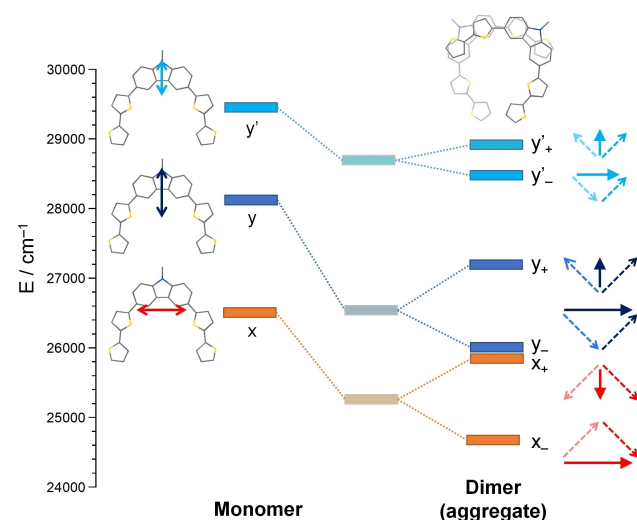 30000
29000
28000
27000
26000
25000
24000
E / cm⁻¹
y'
y
x
y'₊
y'₋
y₊
y₋
x₊
x₋
Monomer
Dimer
(aggregate)